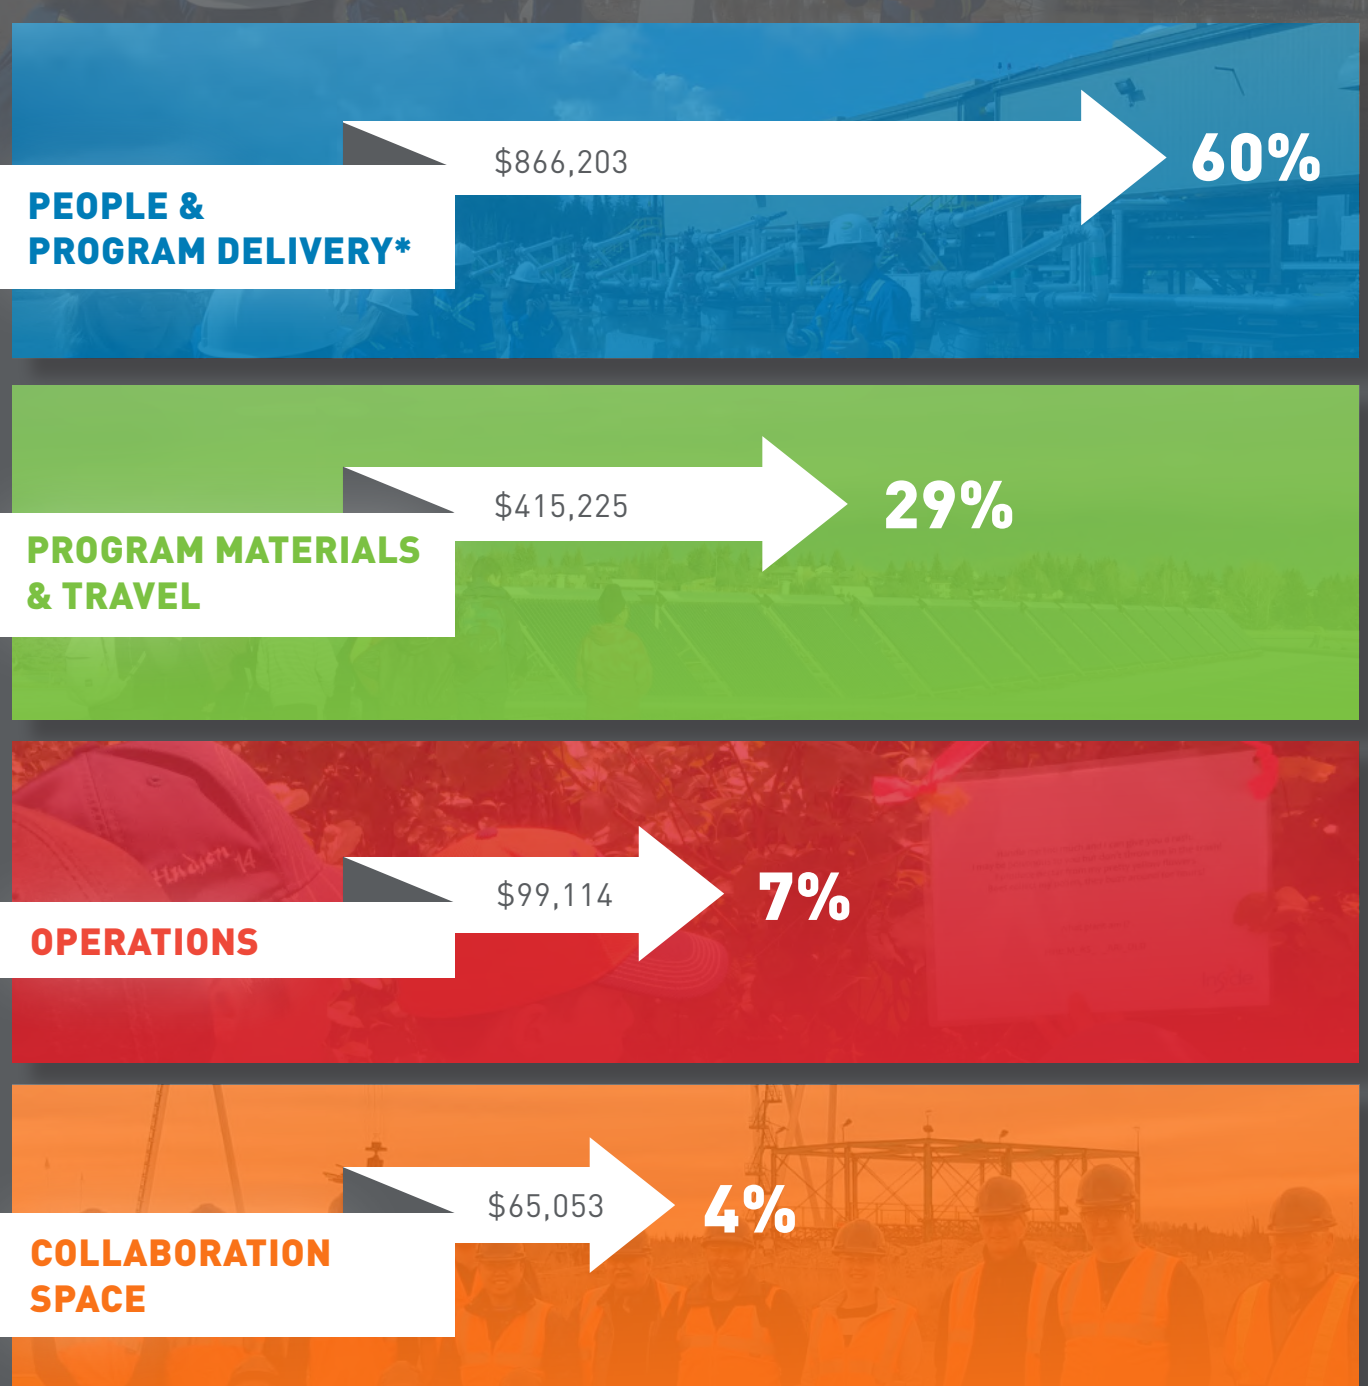 $866,203
60%
PEOPLE &
PROGRAM DELIVERY*
$415,225
29%
PROGRAM MATERIALS
& TRAVEL
$99,114
7%
OPERATIONS
$65,053
4%
COLLABORATION
SPACE